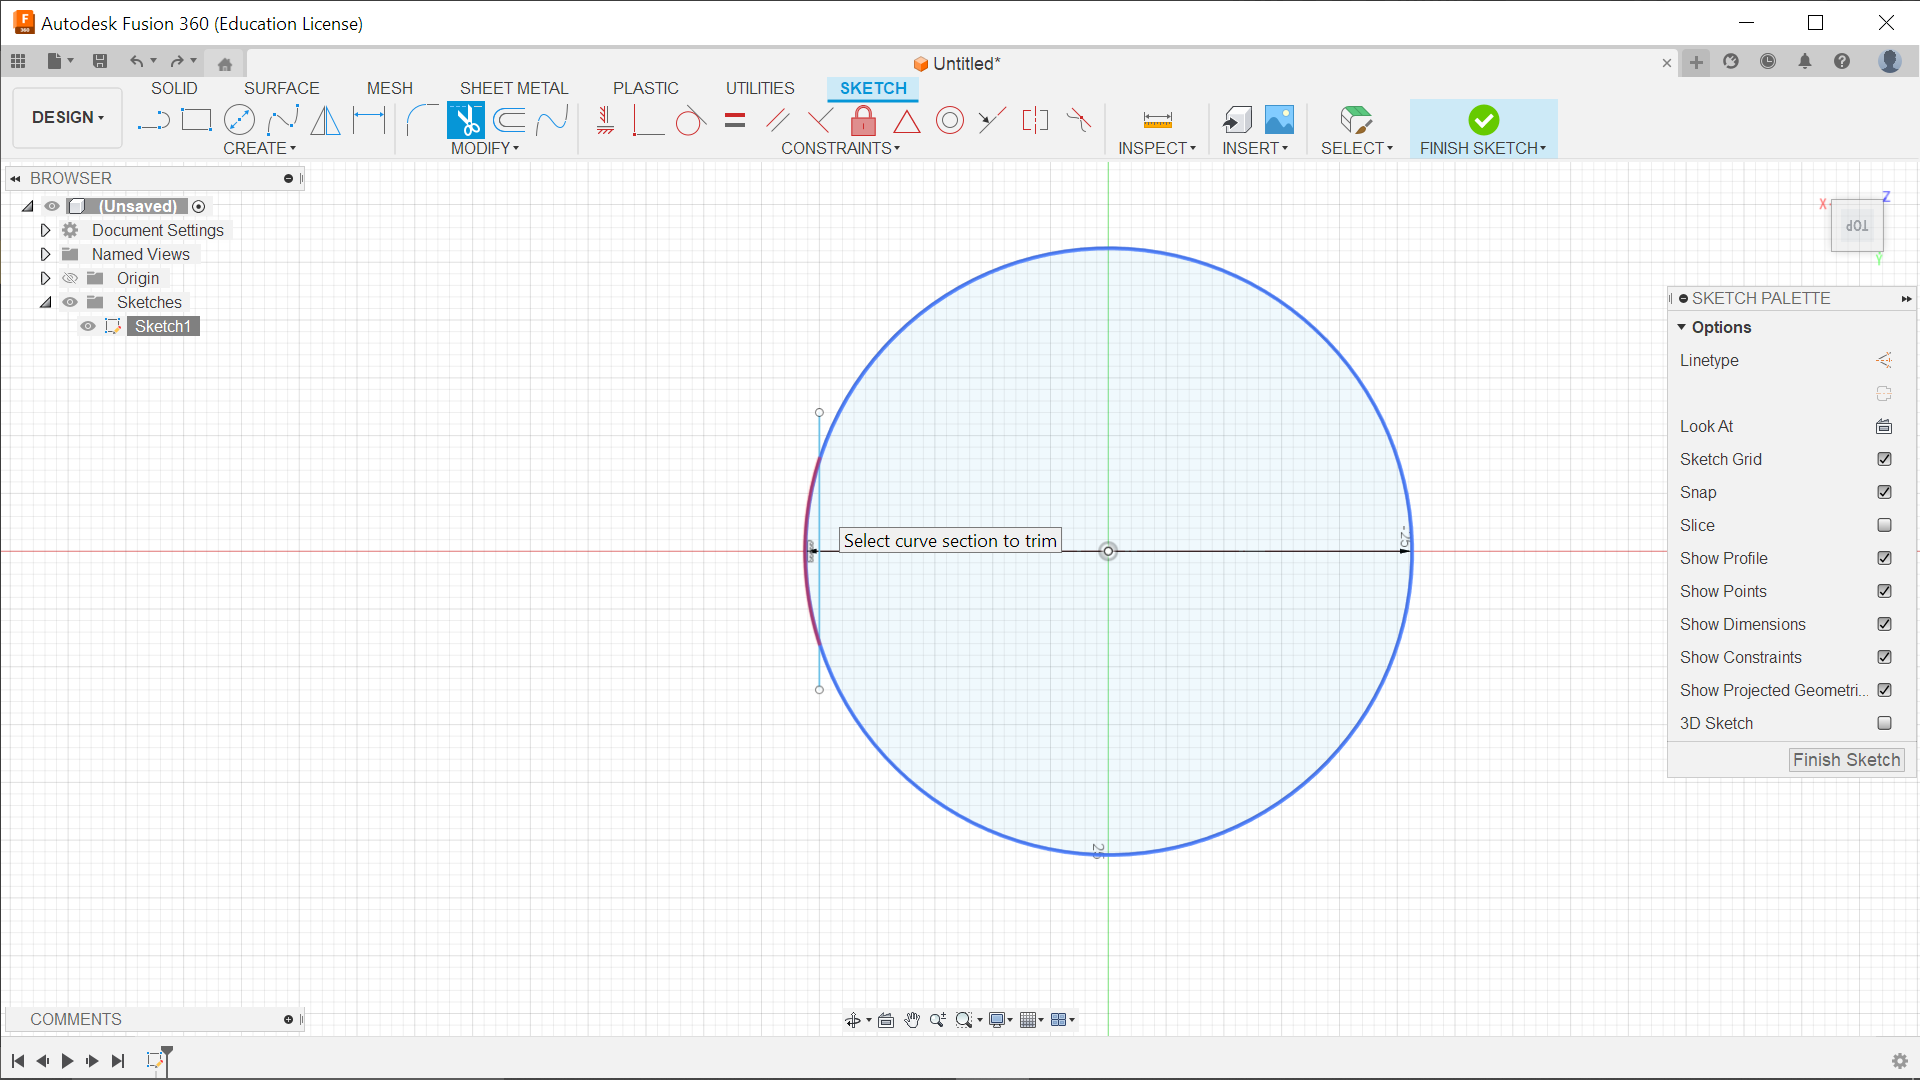 Autodesk Fusion 360 (Education License)
Untitled*
SOLID SURFACE MESH SHEET METAL PLASTIC UTILITIES SKETCH
DESIGN
CREATE MODIFY CONSTRAINTS INSPECT INSERT SELECT FINISH SKETCH
BROWSER
(Unsaved)
Document Settings
Named Views
Origin
Sketches
Sketch1
Z
X
TOP
Y
SKETCH PALETTE
Options
Linetype
Look At
Sketch Grid
Snap
Slice
Show Profile
Show Points
Show Dimensions
Show Constraints
Show Projected Geometri...
3D Sketch
Finish Sketch
Select curve section to trim
-25
25
COMMENTS